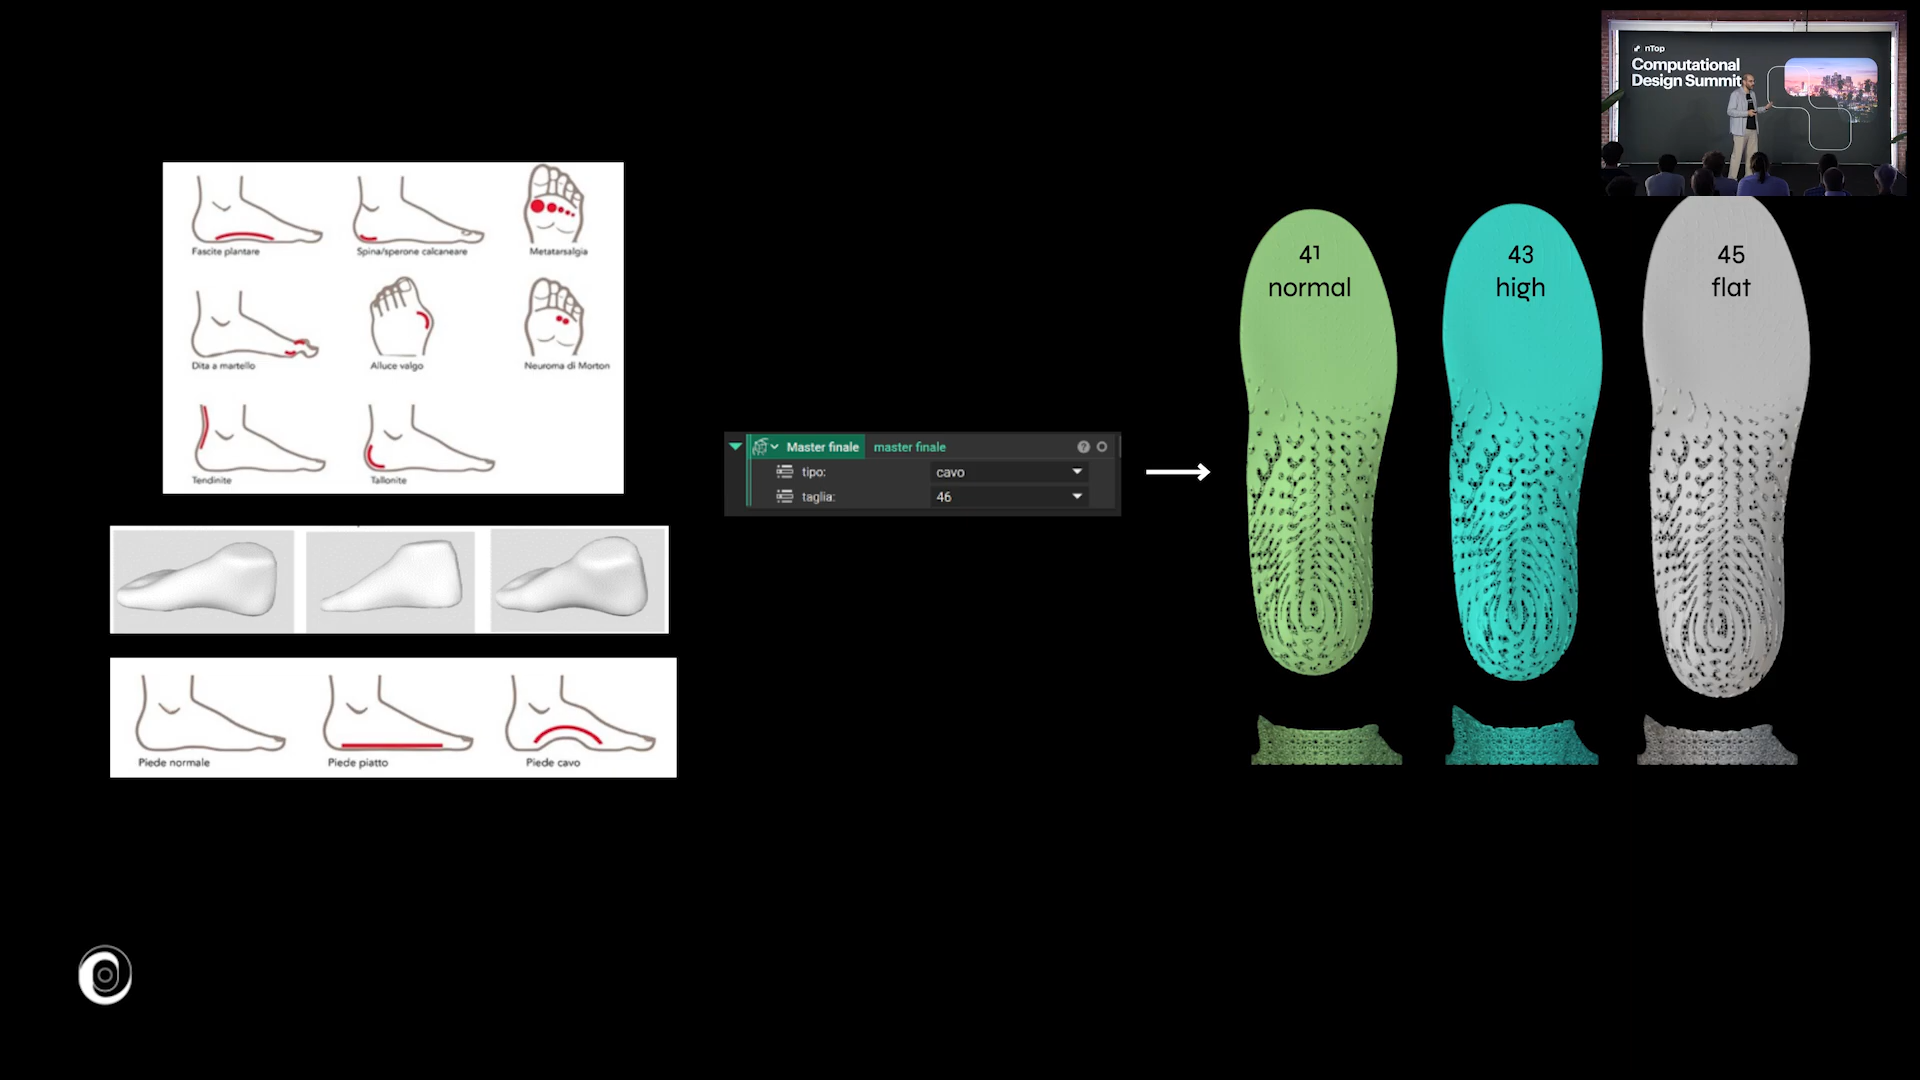 nTop
Computational
Design Summit
Fascite plantare
Spina/sperone calcaneare
Metatarsalgia
Dita a martello
Alluce valgo
Neuroma di Morton
Tendinite
Tallonite
Piede normale
Piede piatto
Piede cavo
Master finale master finale
tipo: cavo
taglia: 46
41
normal
43
high
45
flat